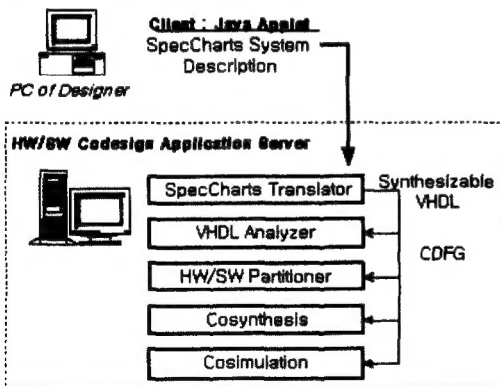 Client : Java Applet
SpecCharts System
Description
PC of Designer
HW/SW Codesign Application Server
SpecCharts Translator
Synthesizable
VHDL
VHDL Analyzer
CDFG
HW/SW Partitioner
Cosynthesis
Cosimulation